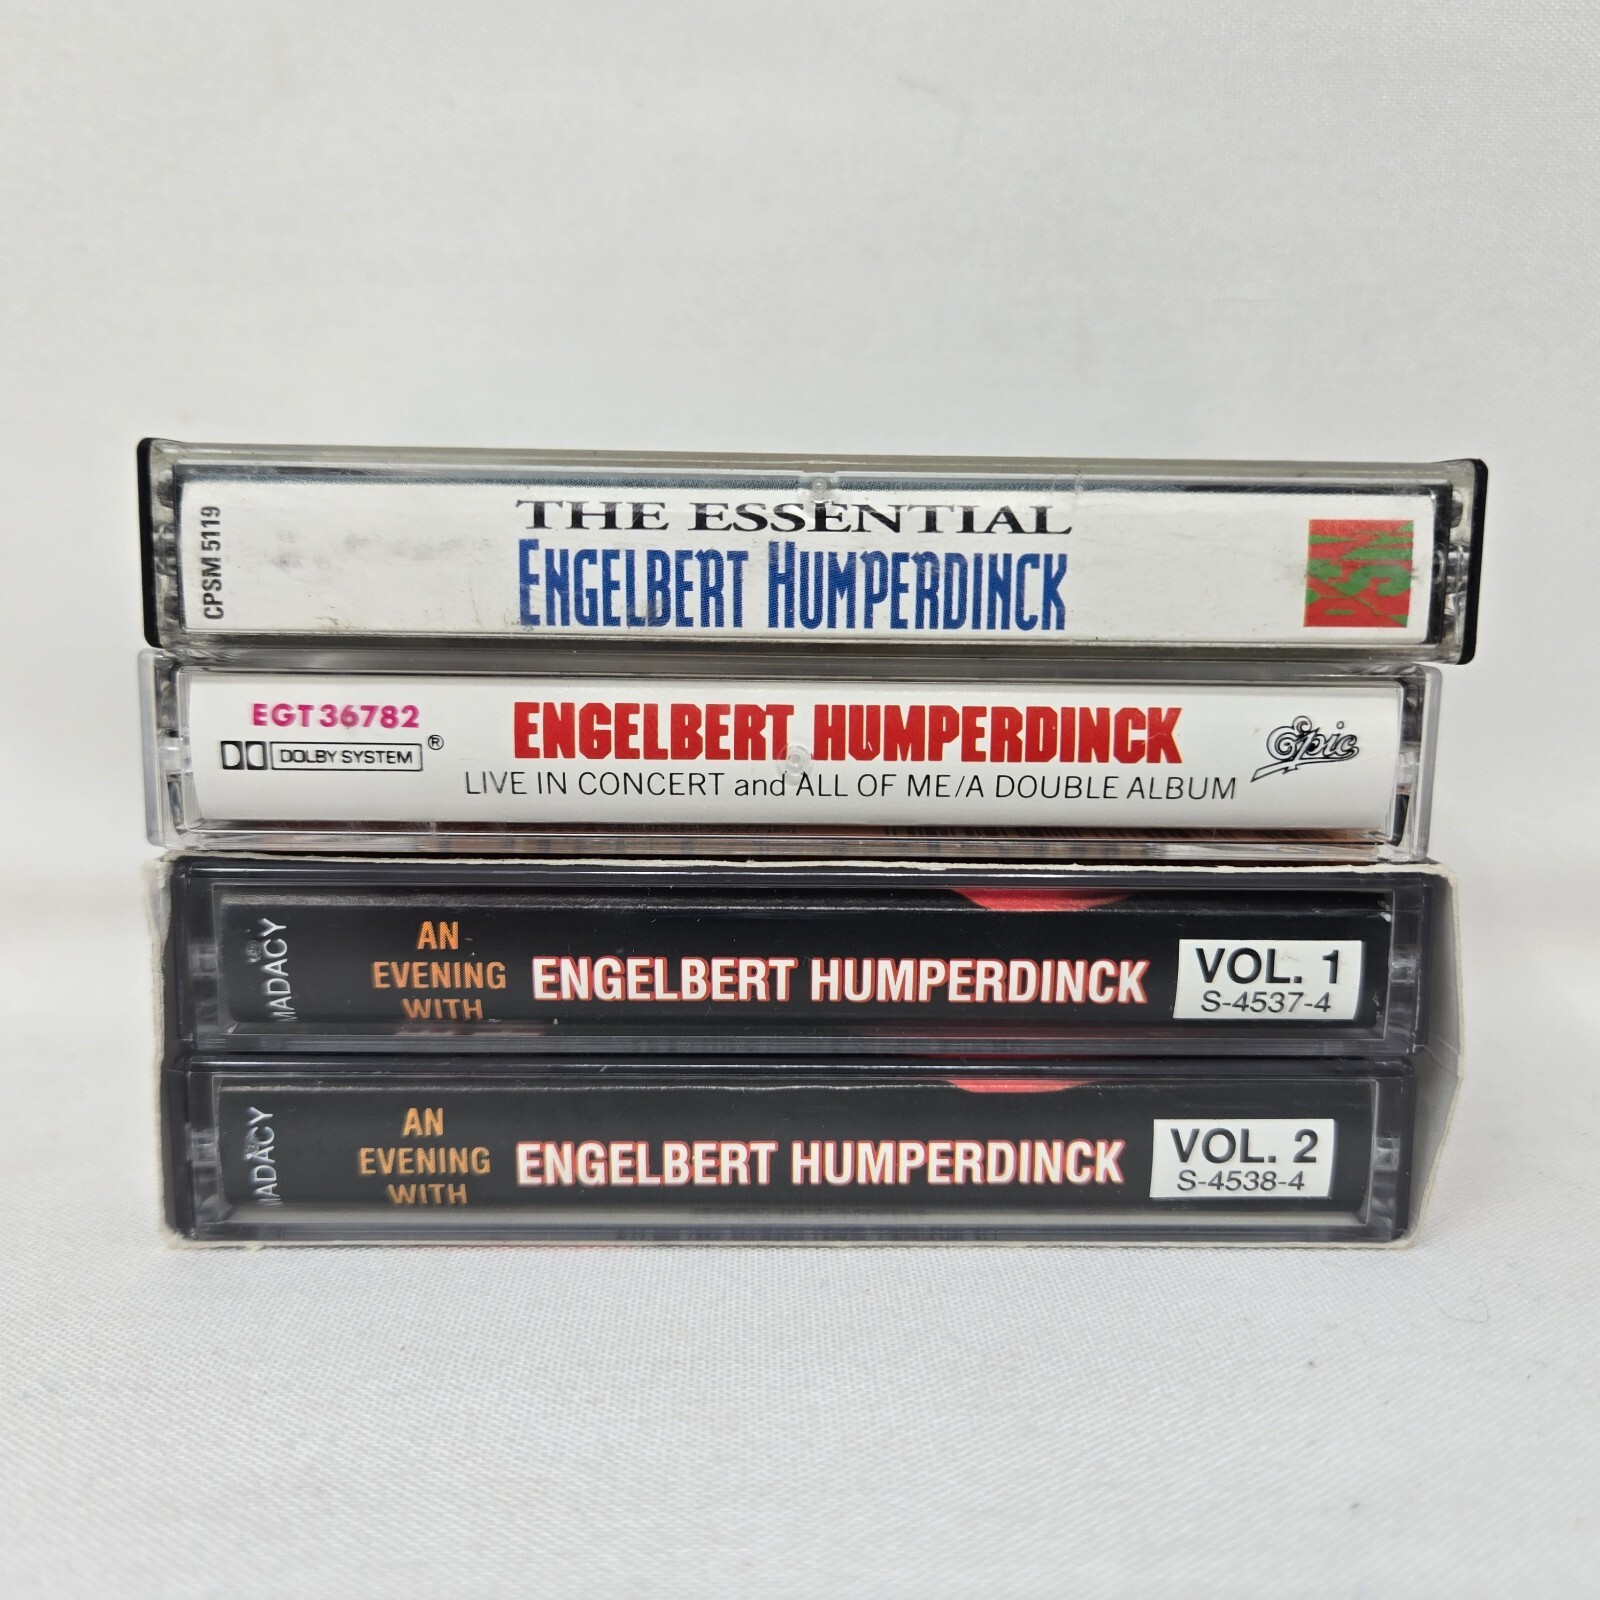 CPSM 5119
THE ESSENTIAL
ENGELBERT HUMPERDINCK
EGT 36782
DOLBY SYSTEM ®
ENGELBERT HUMPERDINCK
LIVE IN CONCERT and ALL OF ME/A DOUBLE ALBUM
Epic
MADACY
AN
EVENING
WITH
ENGELBERT HUMPERDINCK
VOL. 1
S-4537-4
MADACY
AN
EVENING
WITH
ENGELBERT HUMPERDINCK
VOL. 2
S-4538-4